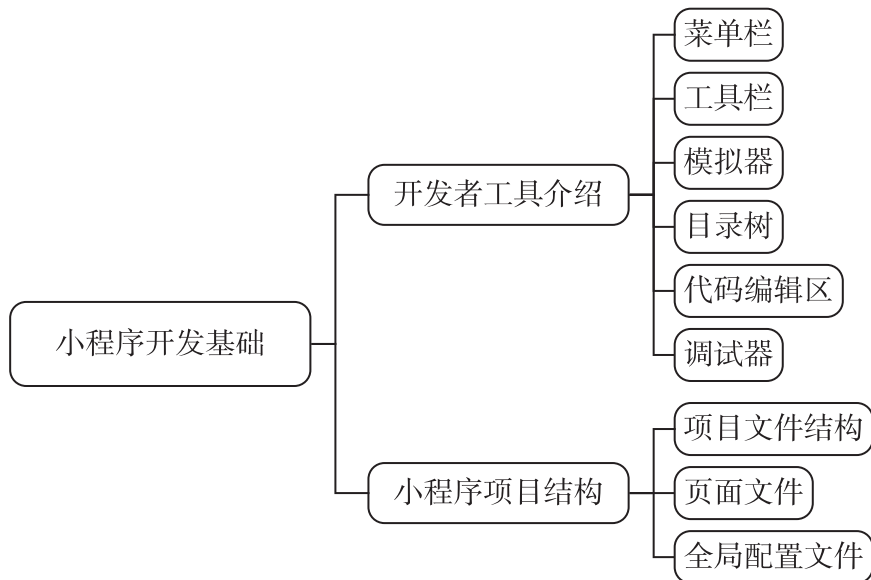 小程序开发基础
开发者工具介绍
菜单栏
工具栏
模拟器
目录树
代码编辑区
调试器
小程序项目结构
项目文件结构
页面文件
全局配置文件